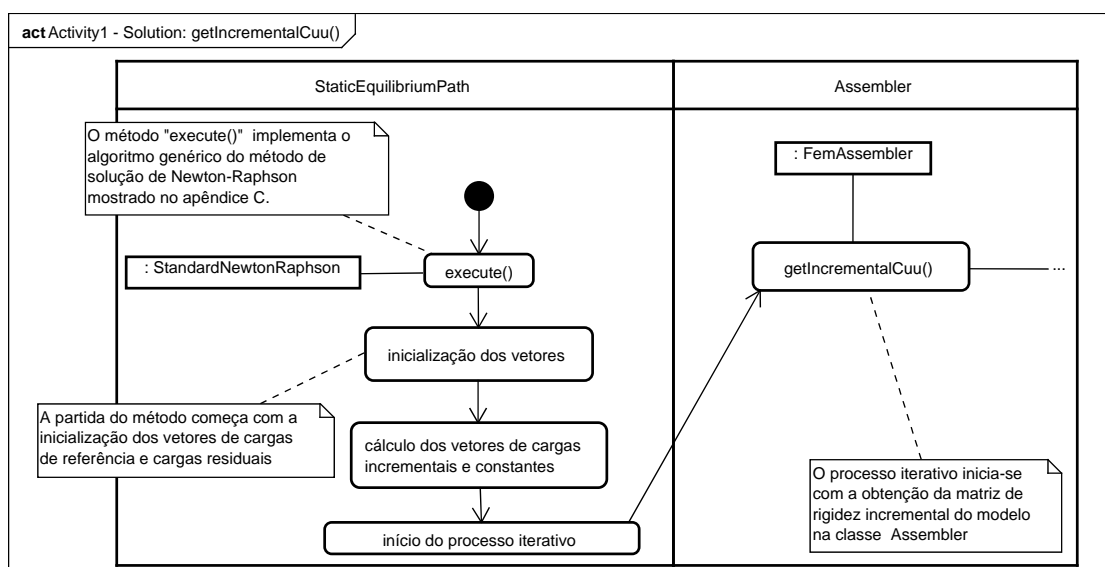 act Activity1 - Solution: getIncrementalCuu()
StaticEquilibriumPath
Assembler
O método "execute()" implementa o
algoritmo genérico do método de
solução de Newton-Raphson
mostrado no apêndice C.
: FemAssembler
: StandardNewtonRaphson
execute()
getIncrementalCuu()
...
inicialização dos vetores
A partida do método começa com a
inicialização dos vetores de cargas
de referência e cargas residuais
cálculo dos vetores de cargas
incrementais e constantes
O processo iterativo inicia-se
com a obtenção da matriz de
rigidez incremental do modelo
na classe Assembler
início do processo iterativo